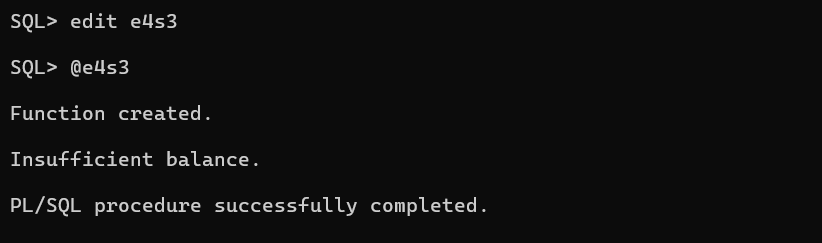 SQL> edit e4s3
SQL> @e4s3
Function created.
Insufficient balance.
PL/SQL procedure successfully completed.